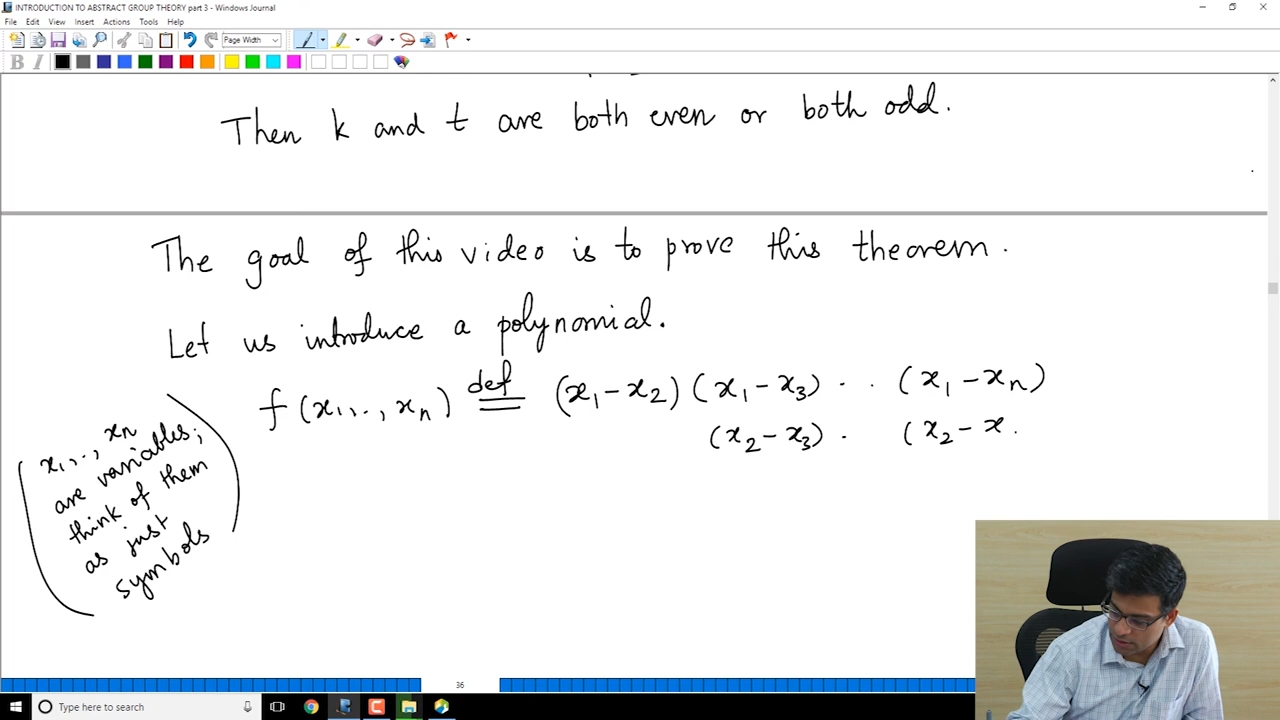 INTRODUCTION TO ABSTRACT GROUP THEORY part 3 - Windows Journal
File Edit View Insert Actions Tools Help
Page Width
B I
Then k and t are both even or both odd.
The goal of this video is to prove this theorem.
Let us introduce a polynomial.
f(x₁,..,xₙ) def = (x₁-x₂)(x₁-x₃)...(x₁-xₙ)
(x₂-x₃). (x₂-x.
x₁,.., xₙ
are variables;
think of them
as just
symbols
36
Type here to search